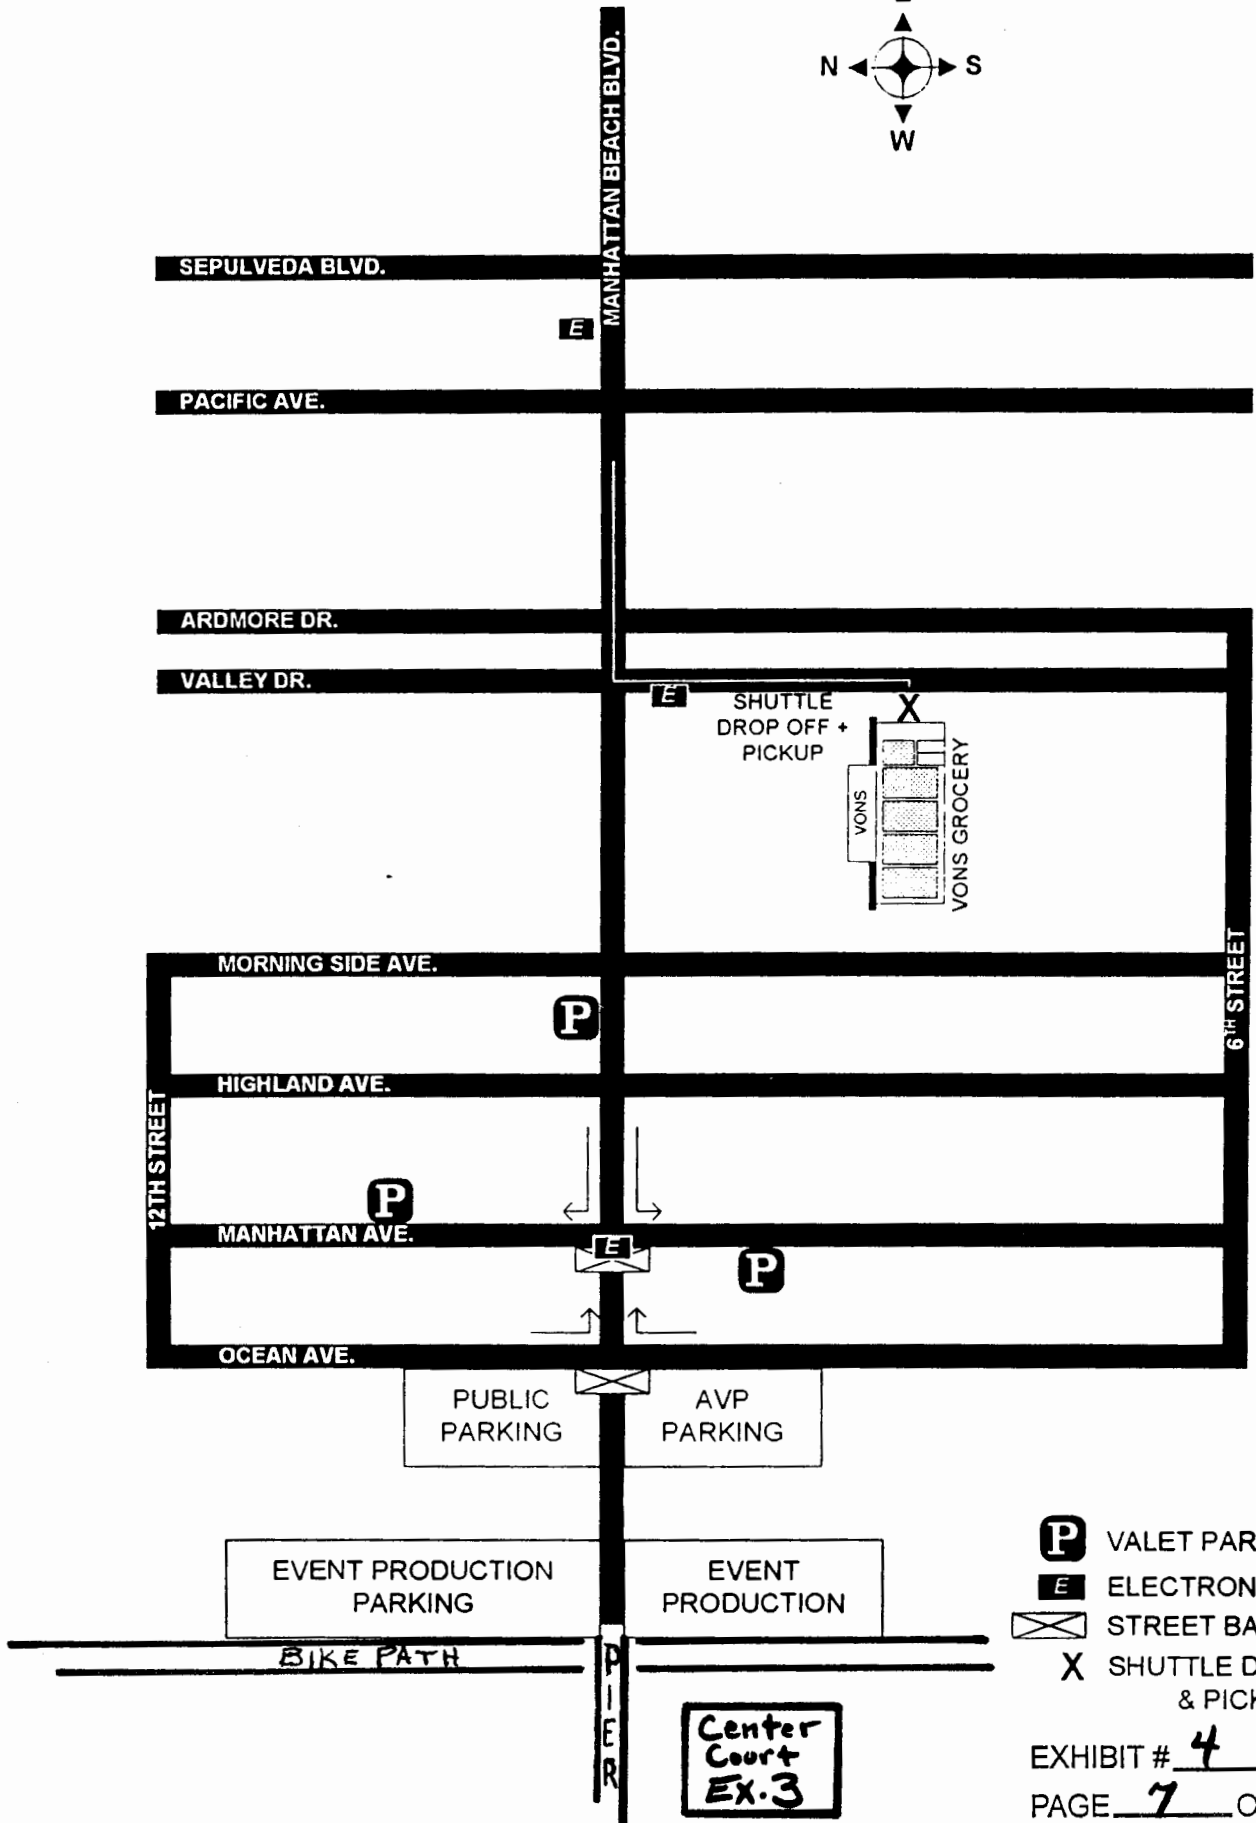 N S
W
MANHATTAN BEACH BLVD.
SEPULVEDA BLVD.
E
PACIFIC AVE.
ARDMORE DR.
VALLEY DR.
E
SHUTTLE
DROP OFF +
PICKUP
X
VONS
VONS GROCERY
MORNING SIDE AVE.
P
6TH STREET
HIGHLAND AVE.
12TH STREET
P
MANHATTAN AVE.
E
P
OCEAN AVE.
PUBLIC
PARKING
AVP
PARKING
EVENT PRODUCTION
PARKING
EVENT
PRODUCTION
BIKE PATH
PIER
Center
Court
EX.3
P VALET PAR
E ELECTRON
STREET BA
X SHUTTLE D
& PICK
EXHIBIT # 4
PAGE 7 O